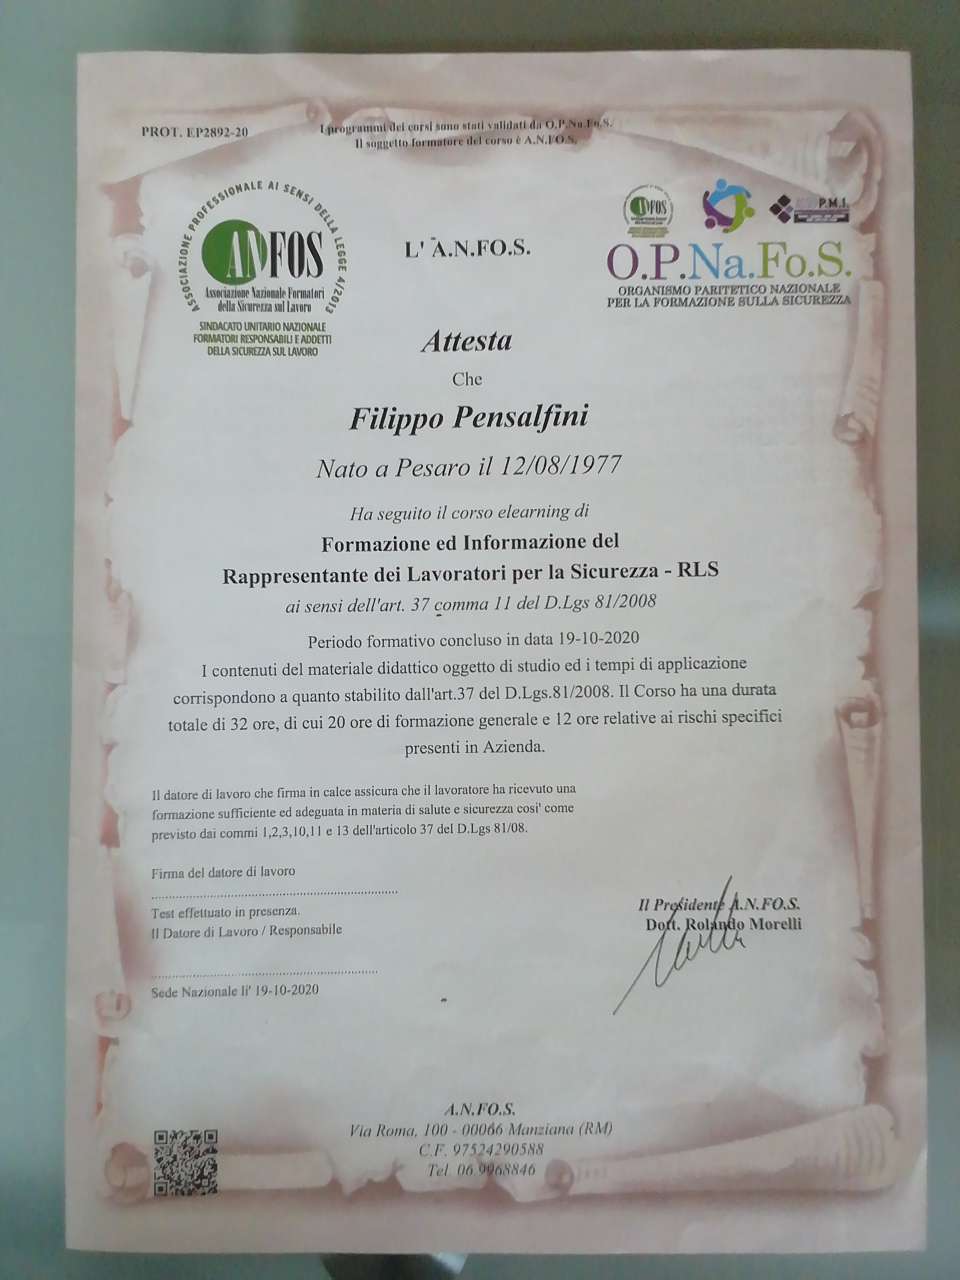 PROT. EP2892-20
I programmi dei corsi sono stati validati da O.P.Na.Fo.S.
Il soggetto formatore del corso è A.N.FO.S.
ASSOCIAZIONE PROFESSIONALE AI SENSI DELLA LEGGE 4/2013
ANFOS
Associazione Nazionale Formatori
della Sicurezza sul Lavoro
SINDACATO UNITARIO NAZIONALE
FORMATORI RESPONSABILI E ADDETTI
DELLA SICUREZZA SUL LAVORO
L' A.N.FO.S.
ANFOS
P.M.I.
O.P.Na.Fo.S.
ORGANISMO PARITETICO NAZIONALE
PER LA FORMAZIONE SULLA SICUREZZA
Attesta
Che
Filippo Pensalfini
Nato a Pesaro il 12/08/1977
Ha seguito il corso elearning di
Formazione ed Informazione del
Rappresentante dei Lavoratori per la Sicurezza - RLS
ai sensi dell'art. 37 comma 11 del D.Lgs 81/2008
Periodo formativo concluso in data 19-10-2020
I contenuti del materiale didattico oggetto di studio ed i tempi di applicazione
corrispondono a quanto stabilito dall'art.37 del D.Lgs.81/2008. Il Corso ha una durata
totale di 32 ore, di cui 20 ore di formazione generale e 12 ore relative ai rischi specifici
presenti in Azienda.
Il datore di lavoro che firma in calce assicura che il lavoratore ha ricevuto una
formazione sufficiente ed adeguata in materia di salute e sicurezza cosi' come
previsto dai commi 1,2,3,10,11 e 13 dell'articolo 37 del D.Lgs 81/08.
Firma del datore di lavoro
Test effettuato in presenza.
Il Datore di Lavoro / Responsabile
Sede Nazionale li' 19-10-2020
Il Presidente A.N.FO.S.
Dott. Rolando Morelli
A.N.FO.S.
Via Roma, 100 - 00066 Manziana (RM)
C.F. 97524290588
Tel. 06 9968846